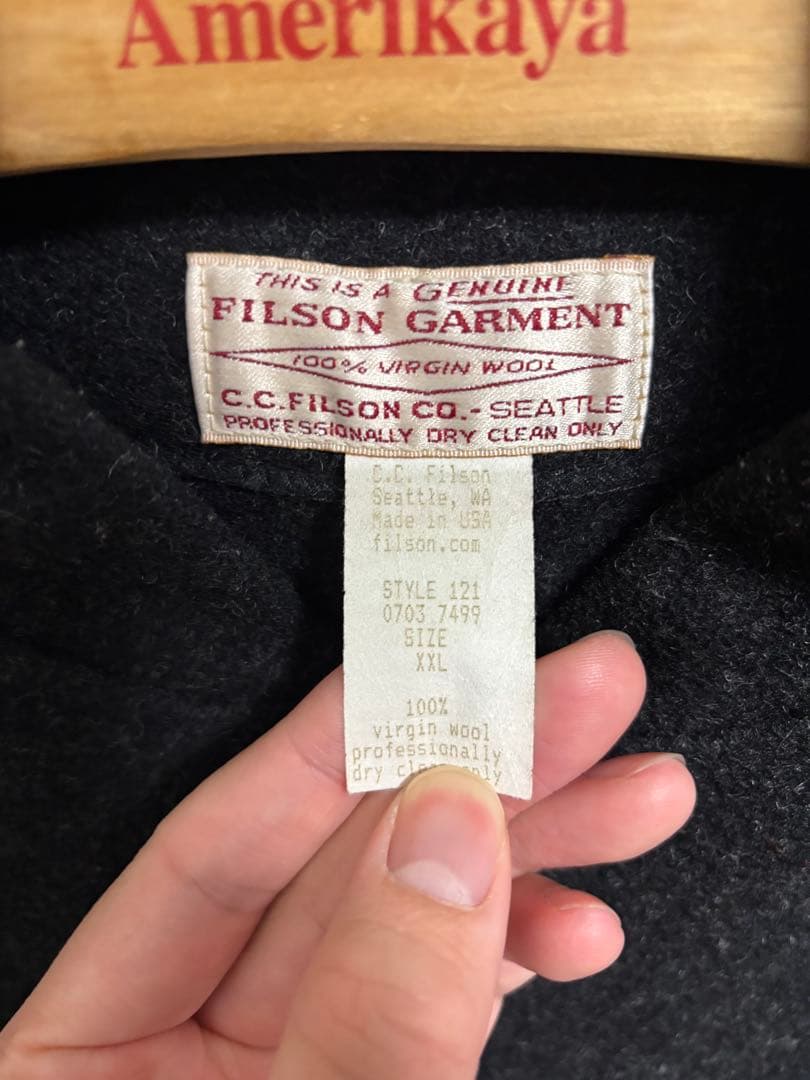 Amerikaya
THIS IS A GENUINE
FILSON GARMENT
100% VIRGIN WOOL
C.C. FILSON CO.- SEATTLE
PROFESSIONALLY DRY CLEAN ONLY
C.C. Filson
Seattle, WA
Made in USA
filson.com
STYLE 121
0703 7499
SIZE
XXL
100%
virgin wool
professionally
dry